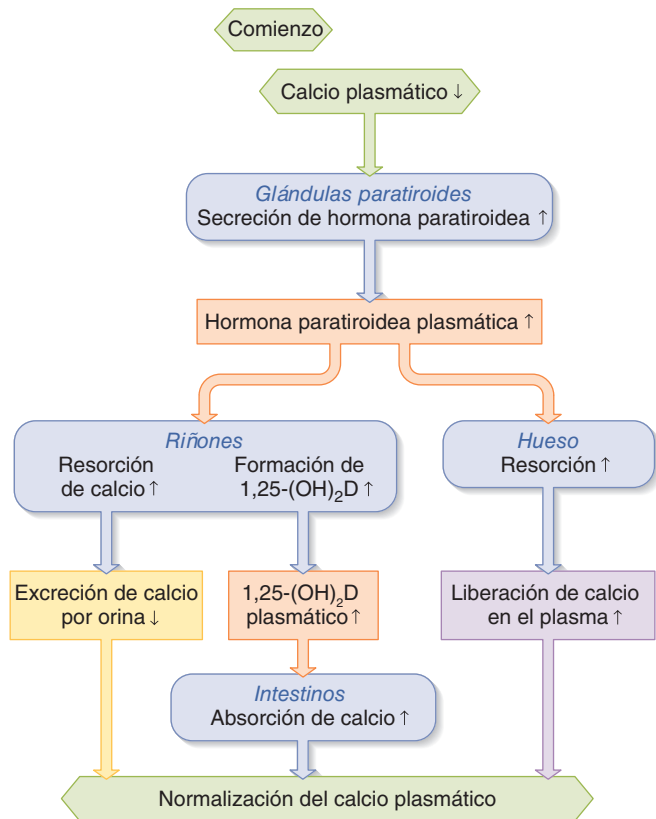 Comienzo
Calcio plasmático ↓
Glándulas paratiroides
Secreción de hormona paratiroidea ↑
Hormona paratiroidea plasmática ↑
Riñones
Resorción
de calcio ↑
Formación de
1,25-(OH)₂D ↑
Hueso
Resorción ↑
Excreción de calcio
por orina ↓
1,25-(OH)₂D
plasmático ↑
Liberación de calcio
en el plasma ↑
Intestinos
Absorción de calcio ↑
Normalización del calcio plasmático